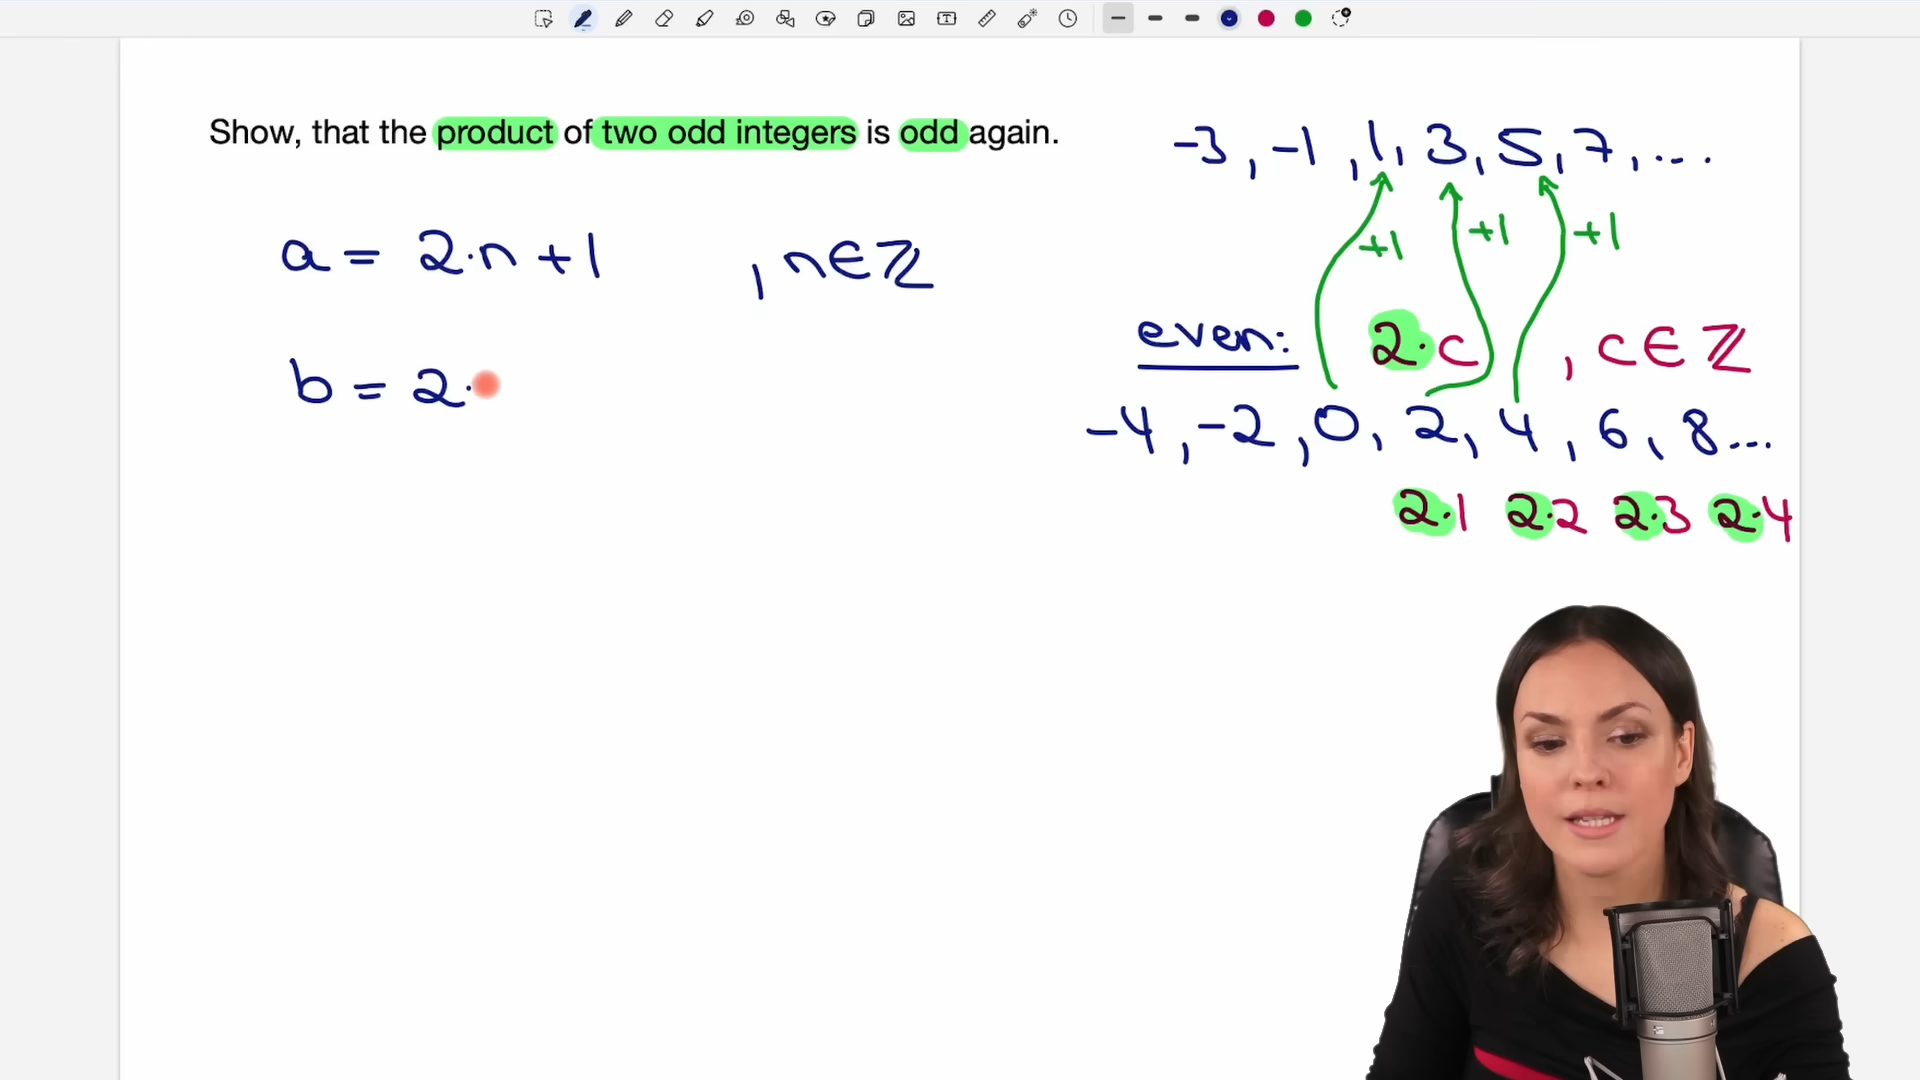 Show, that the product of two odd integers is odd again.
-3, -1, 1, 3, 5, 7, ...
a = 2·n +1 , n∈ℤ
+1 +1 +1
even: 2·c , c∈ℤ
b = 2·
-4, -2, 0, 2, 4, 6, 8...
2·1 2·2 2·3 2·4